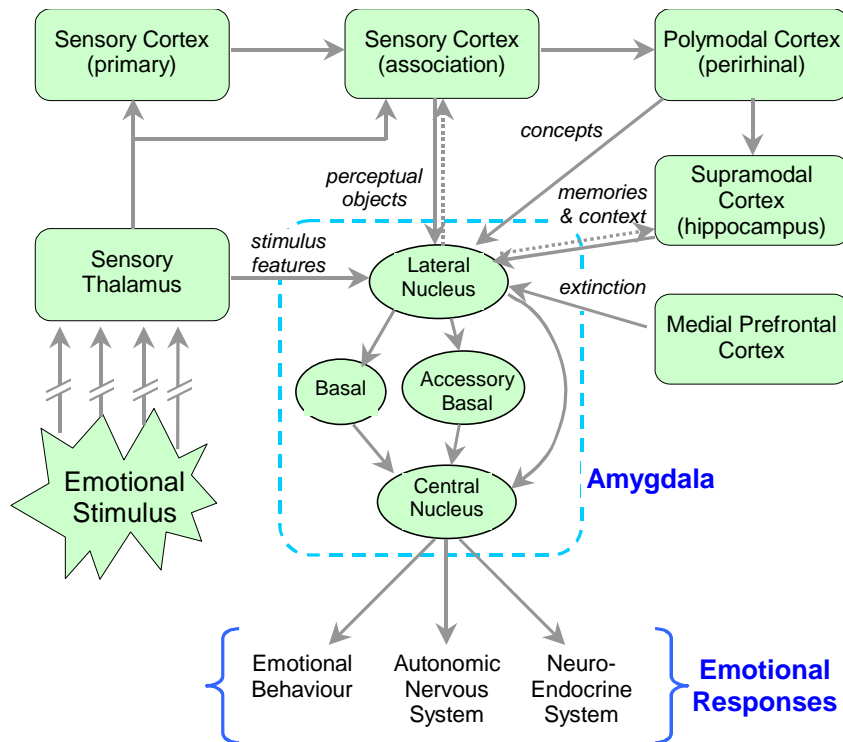 Sensory Cortex
(primary)
Sensory Cortex
(association)
Polymodal Cortex
(perirhinal)
concepts
perceptual
objects
memories
& context
Supramodal
Cortex
(hippocampus)
Sensory
Thalamus
stimulus
features
Lateral
Nucleus
extinction
Medial Prefrontal
Cortex
Basal
Accessory
Basal
Emotional
Stimulus
Central
Nucleus
Amygdala
Emotional
Behaviour
Autonomic
Nervous
System
Neuro-
Endocrine
System
Emotional
Responses